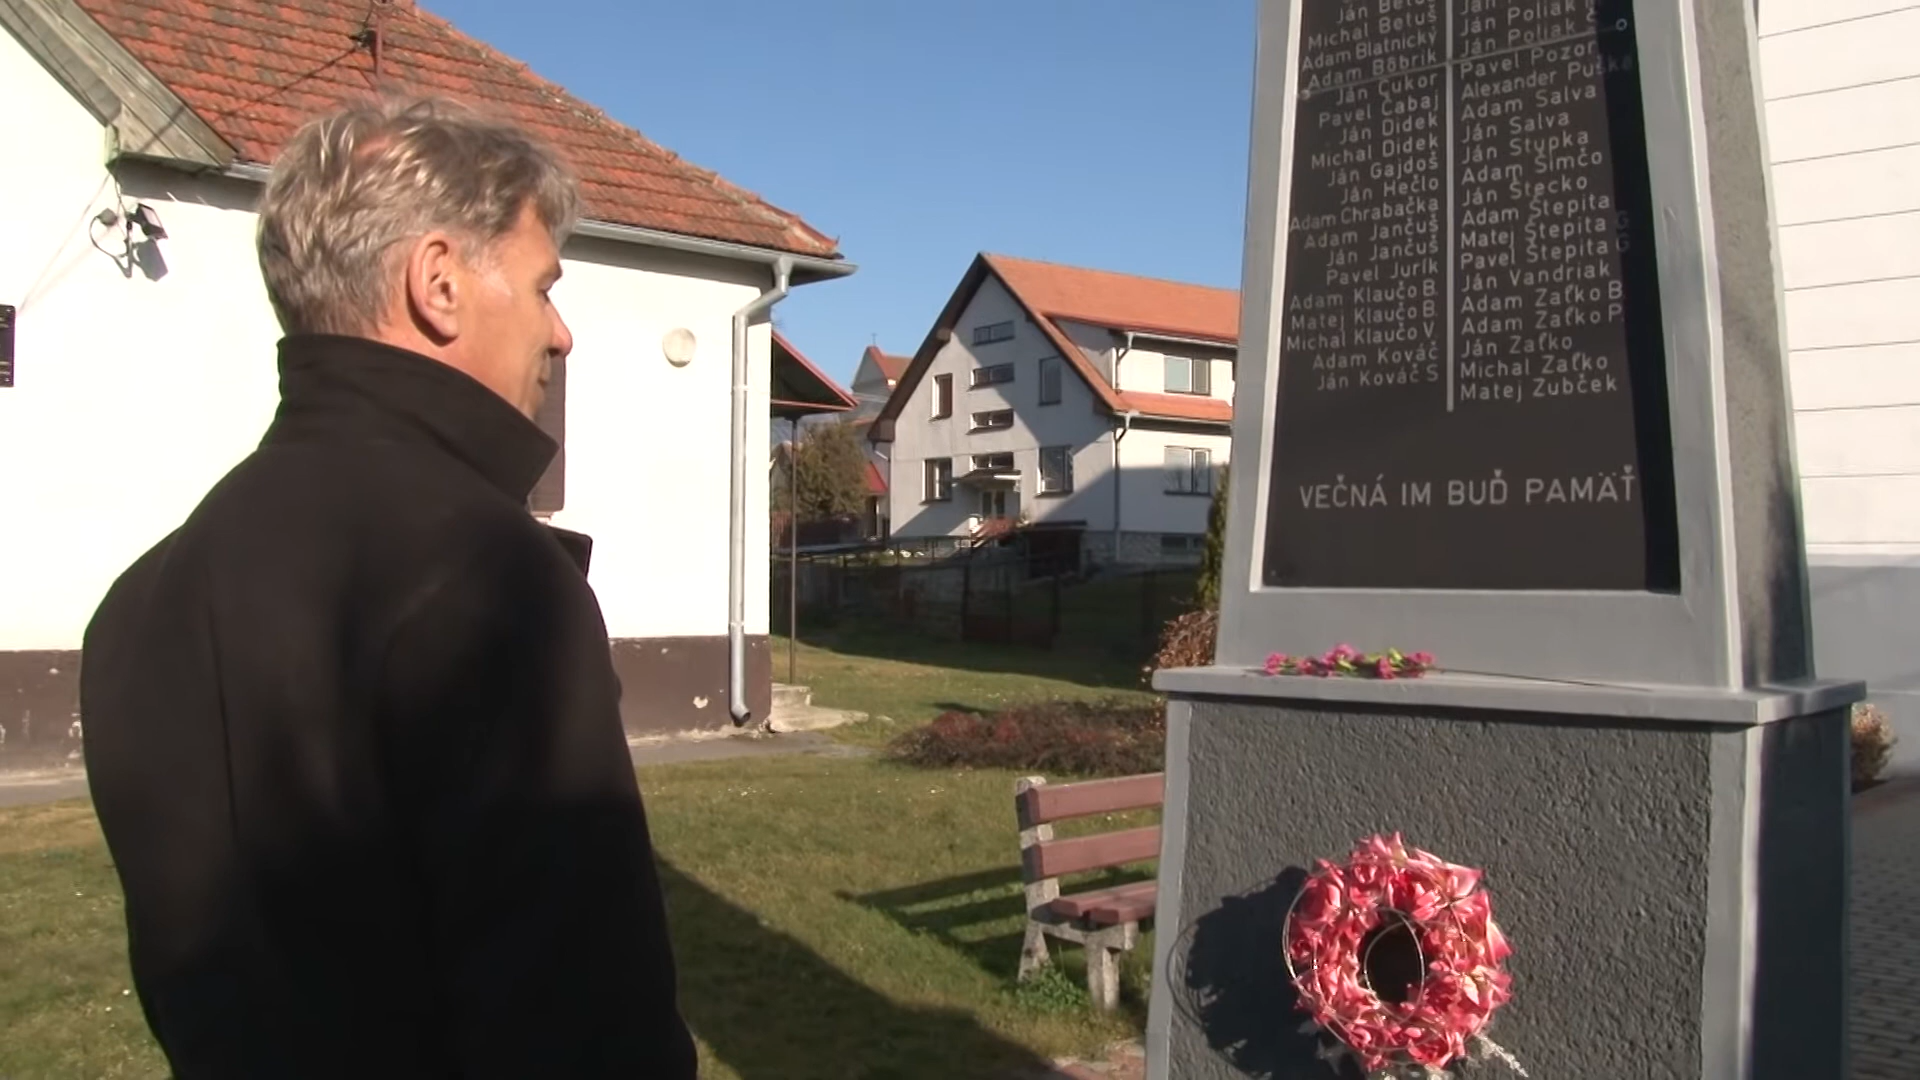 Ján Betuš
Michal Betuš
Adam Blatnický
Adam Bôbrik
Ján Cukor
Pavel Čabaj
Ján Didek
Michal Didek
Ján Gajdoš
Ján Hečlo
Adam Chrabačka
Adam Jančuš
Ján Jančuš
Pavel Jurík
Adam Klaučo B.
Matej Klaučo B.
Michal Klaučo V.
Adam Kováč
Ján Kováč S
Ján Poliak
Ján Poliak
Pavel Pozor
Alexander Puška
Adam Salva
Ján Salva
Ján Stupka
Adam Šimčo
Ján Štecko
Adam Štepita
Matej Štepita G
Pavel Štepita G
Ján Vandriak
Adam Zaťko B
Adam Zaťko P.
Ján Zaťko
Michal Zaťko
Matej Zubček
VEČNÁ IM BUĎ PAMÄŤ